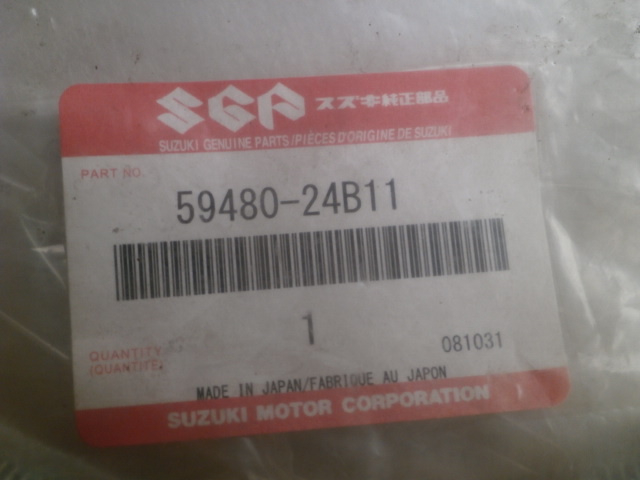 SGP スズキ純正部品
SUZUKI GENUINE PARTS/PIÈCES D'ORIGINE DE SUZUKI
PART NO.
59480-24B11
1
QUANTITY
(QUANTITÉ)
081031
MADE IN JAPAN/FABRIQUE AU JAPON
SUZUKI MOTOR CORPORATION